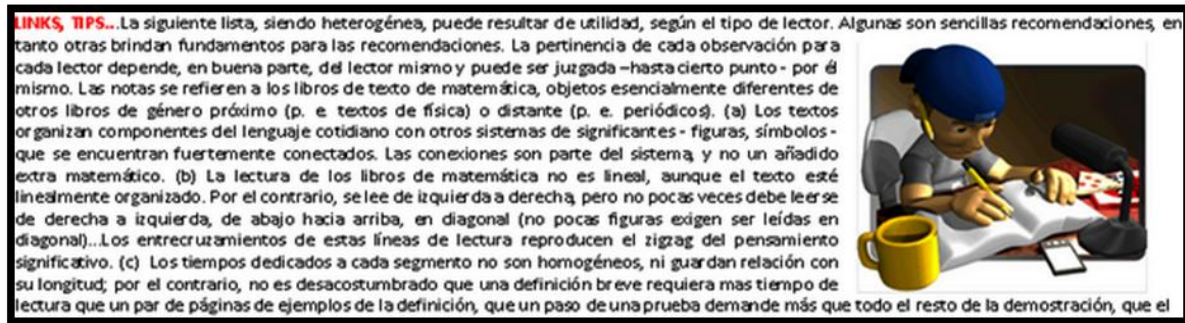 LINKS, TIPS...La siguiente lista, siendo heterogénea, puede resultar de utilidad, según el tipo de lector. Algunas son sencillas recomendaciones, en
tanto otras brindan fundamentos para las recomendaciones. La pertinencia de cada observación para
cada lector depende, en buena parte, del lector mismo y puede ser juzgada –hasta cierto punto - por él
mismo. Las notas se refieren a los libros de texto de matemática, objetos esencialmente diferentes de
otros libros de género próximo (p. e. textos de física) o distante (p. e. periódicos). (a) Los textos
organizan componentes del lenguaje cotidiano con otros sistemas de significantes - figuras, símbolos -
que se encuentran fuertemente conectados. Las conexiones son parte del sistema, y no un añadido
extra matemático. (b) La lectura de los libros de matemática no es lineal, aunque el texto esté
linealmente organizado. Por el contrario, se lee de izquierda a derecha, pero no pocas veces debe leerse
de derecha a izquierda, de abajo hacia arriba, en diagonal (no pocas figuras exigen ser leídas en
diagonal)...Los entrecruzamientos de estas líneas de lectura reproducen el zigzag del pensamiento
significativo. (c) Los tiempos dedicados a cada segmento no son homogéneos, ni guardan relación con
su longitud; por el contrario, no es desacostumbrado que una definición breve requiera mas tiempo de
lectura que un par de páginas de ejemplos de la definición, que un paso de una prueba demande más que todo el resto de la demostración, que el